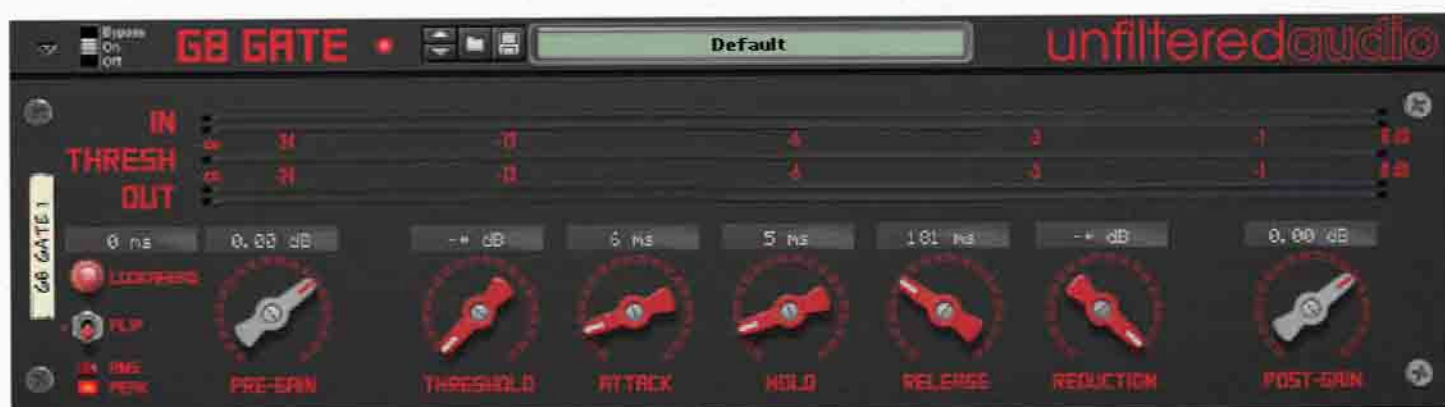 Bypass
On
Off
G8 GATE
Default
unfilteredaudio
IN
-∞ -24 -12 -6 -3 -1 0 dB
THRESH
-∞ -24 -12 -6 -3 -1 0 dB
OUT
G8 GATE 1
0 ms 0.00 dB -∞ dB 6 ms 5 ms 181 ms -∞ dB 0.00 dB
LOOKAHEAD
FLIP
RMS
PEAK
PRE-GAIN THRESHOLD ATTACK HOLD RELEASE REDUCTION POST-GAIN